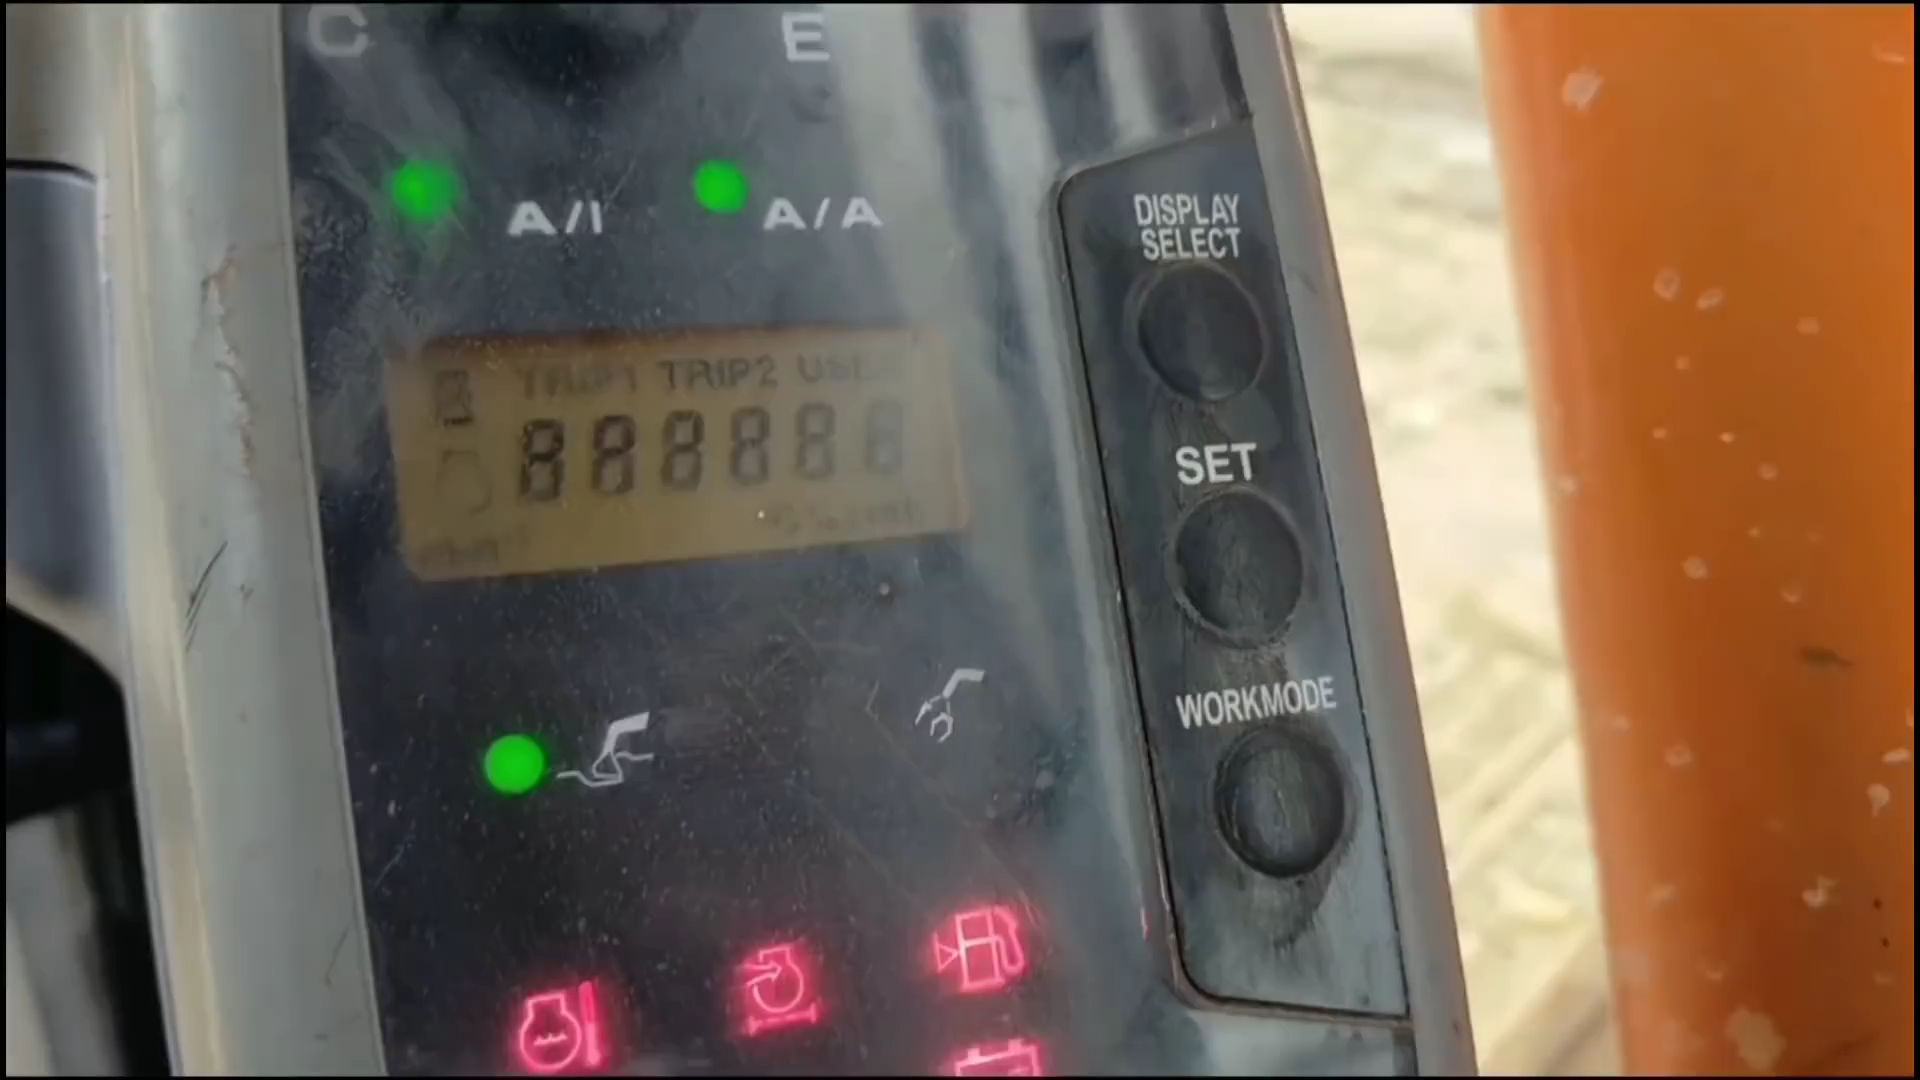 C
E
A/I
A/A
DISPLAY
SELECT
TRIP1 TRIP2
888888
SET
WORKMODE